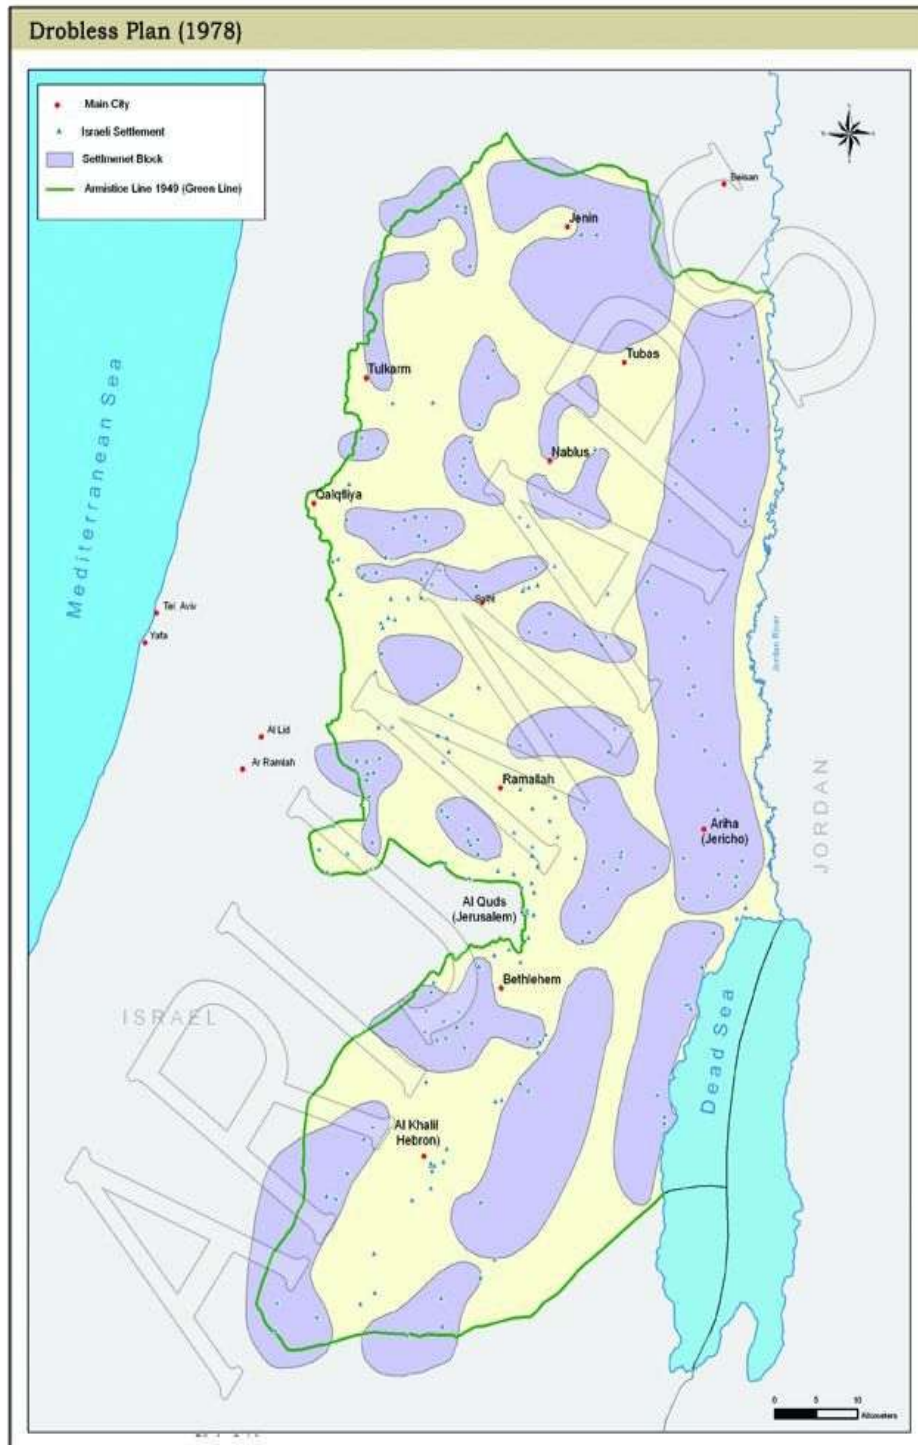 Drobless Plan (1978)
Main City
Israeli Settlement
Settlmenet Block
Armistice Line 1949 (Green Line)
Beisan
Jenin
Tubas
Tulkarm
Nablus
Qalqiliya
Mediterranean Sea
Salfit
Tel Aviv
Yafa
Jordan River
Al Lid
Ar Ramlah
Ramallah
Ariha
(Jericho)
JORDAN
Al Quds
(Jerusalem)
Bethlehem
ISRAEL
Dead Sea
Al Khalil
Hebron)
0 5 10
Kilometers